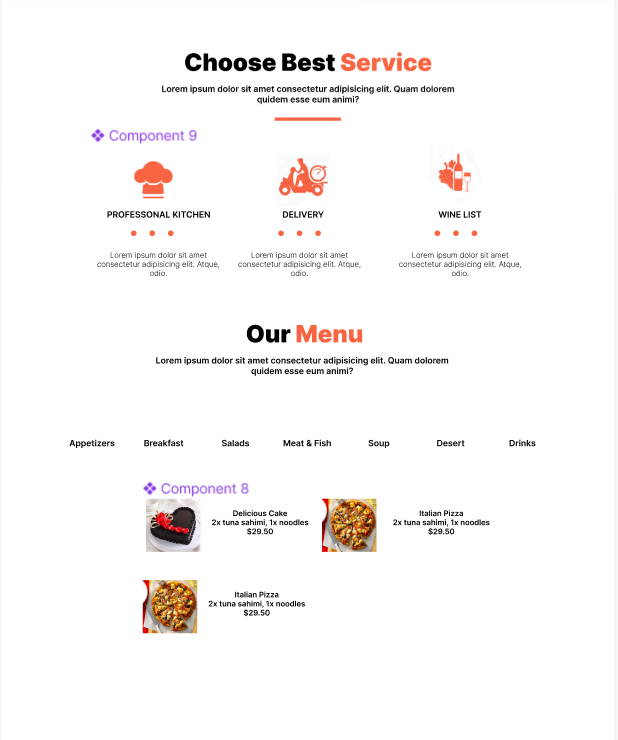 Choose Best Service
Lorem ipsum dolor sit amet consectetur adipisicing elit. Quam dolorem
quidem esse eum animi?
Component 9
PROFESSONAL KITCHEN
DELIVERY
WINE LIST
Lorem ipsum dolor sit amet
consectetur adipisicing elit. Atque,
odio.
Lorem ipsum dolor sit amet
consectetur adipisicing elit. Atque,
odio.
Lorem ipsum dolor sit amet
consectetur adipisicing elit. Atque,
odio.
Our Menu
Lorem ipsum dolor sit amet consectetur adipisicing elit. Quam dolorem
quidem esse eum animi?
Appetizers Breakfast Salads Meat & Fish Soup Desert Drinks
Component 8
Delicious Cake
2x tuna sahimi, 1x noodles
$29.50
Italian Pizza
2x tuna sahimi, 1x noodles
$29.50
Italian Pizza
2x tuna sahimi, 1x noodles
$29.50